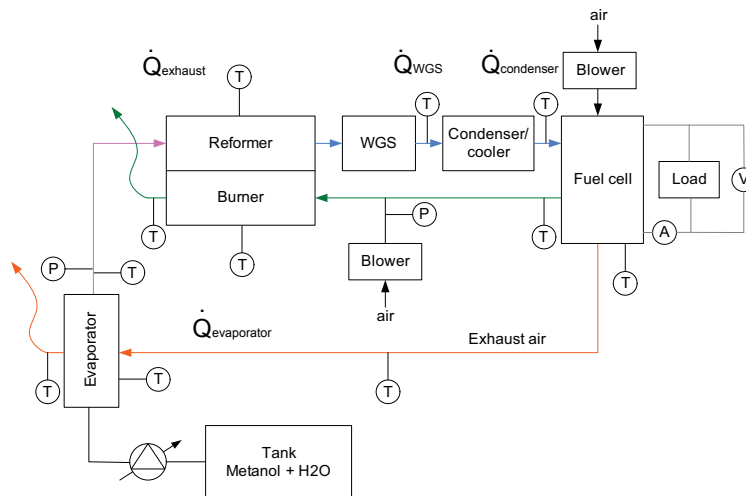 air
Q̇exhaust
Q̇WGS
Q̇condenser
Blower
T
T
T
Reformer
WGS
Condenser/
cooler
Fuel cell
Load
V
Burner
P
A
T
T
T
Blower
T
P
T
air
Q̇evaporator
Exhaust air
Evaporator
T
T
T
Tank
Metanol + H2O